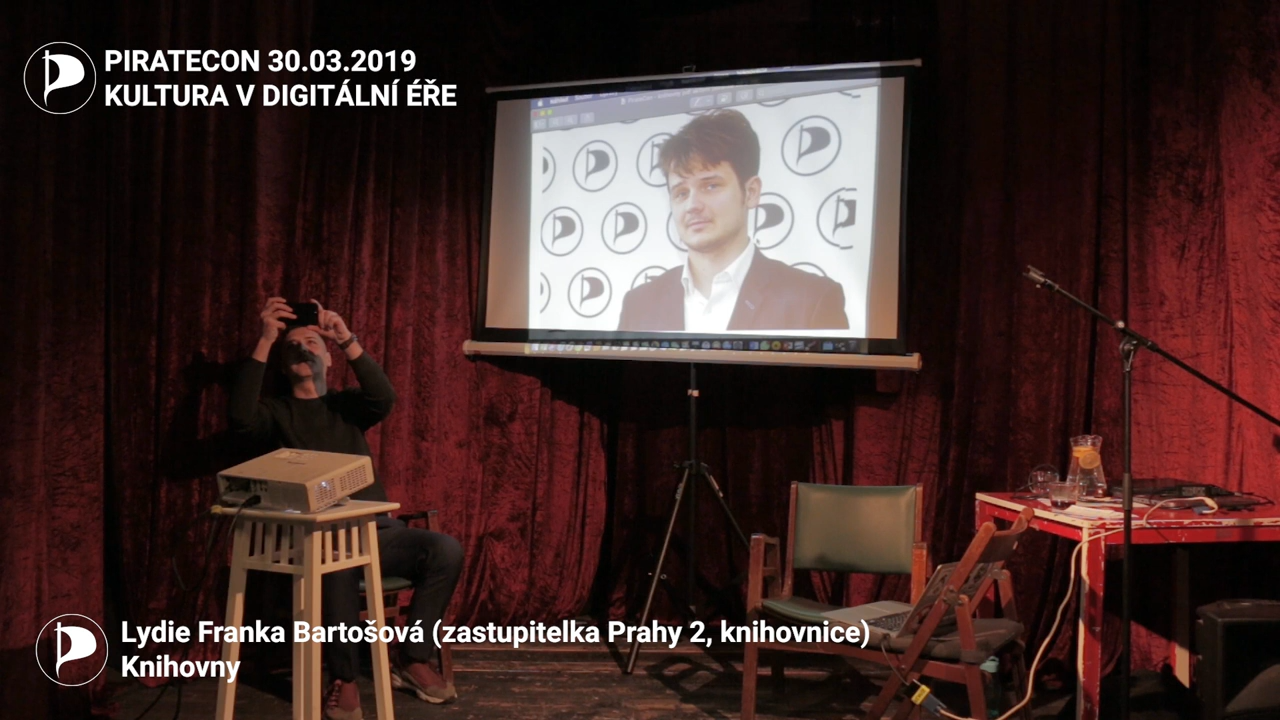 PIRATECON 30.03.2019
KULTURA V DIGITÁLNÍ ÉŘE
Lydie Franka Bartošová (zastupitelka Prahy 2, knihovnice)
Knihovny